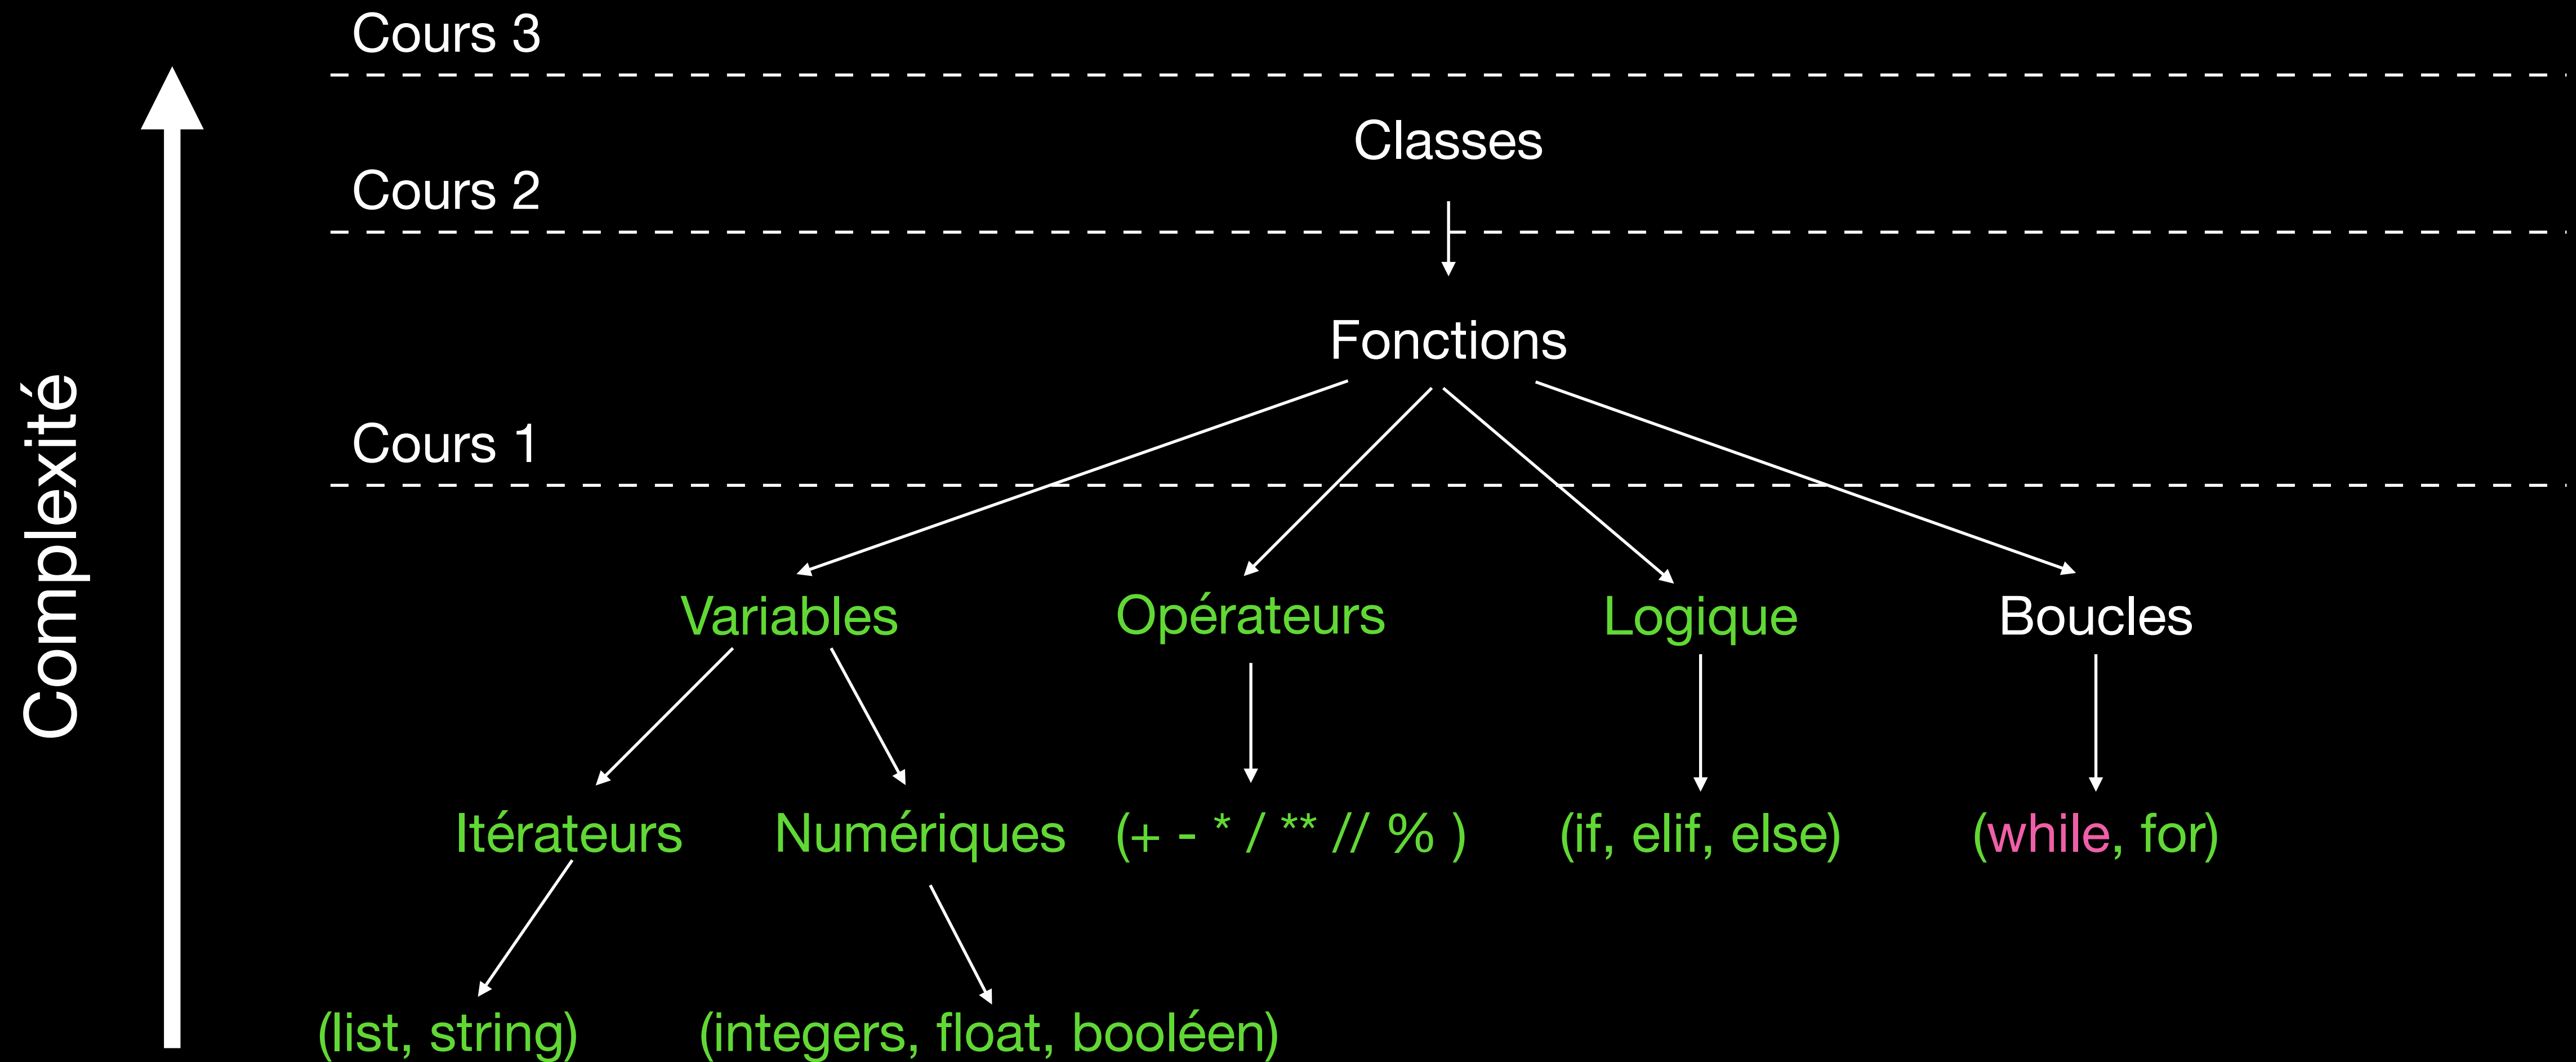 Cours 3
Classes
Cours 2
Fonctions
Cours 1
Complexité
Variables Opérateurs Logique Boucles
Itérateurs Numériques (+ - * / ** // % ) (if, elif, else) (while, for)
(list, string) (integers, float, booléen)